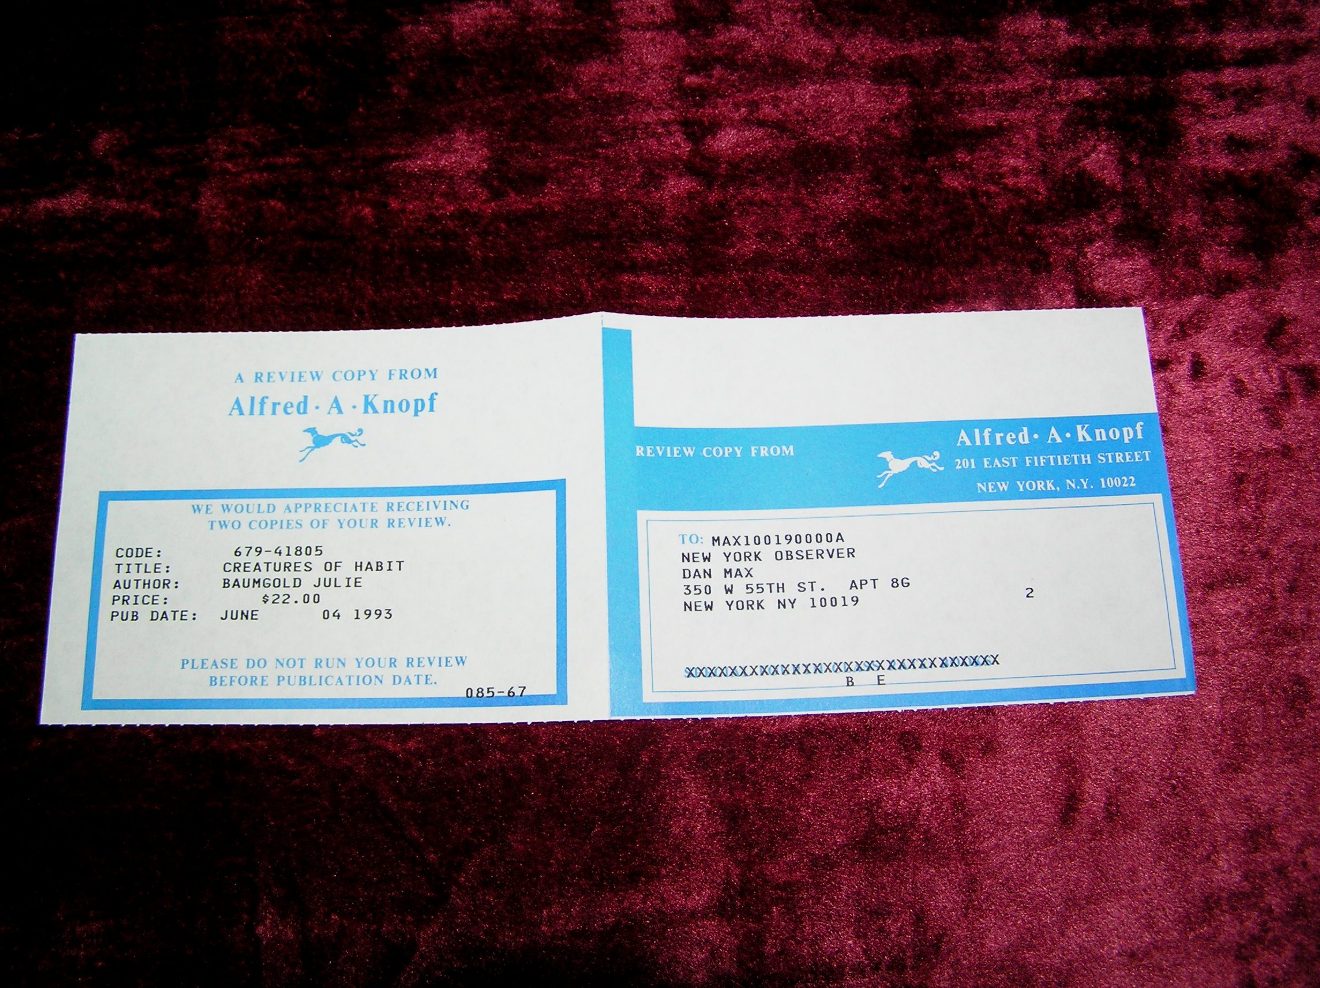 A REVIEW COPY FROM
Alfred · A · Knopf
WE WOULD APPRECIATE RECEIVING
TWO COPIES OF YOUR REVIEW.
CODE: 679-41805
TITLE: CREATURES OF HABIT
AUTHOR: BAUMGOLD JULIE
PRICE: $22.00
PUB DATE: JUNE 04 1993
PLEASE DO NOT RUN YOUR REVIEW
BEFORE PUBLICATION DATE.
085-67
REVIEW COPY FROM
Alfred · A · Knopf
201 EAST FIFTIETH STREET
NEW YORK, N.Y. 10022
TO: MAX100190000A
NEW YORK OBSERVER
DAN MAX
350 W 55TH ST. APT 8G
NEW YORK NY 10019
2
B E